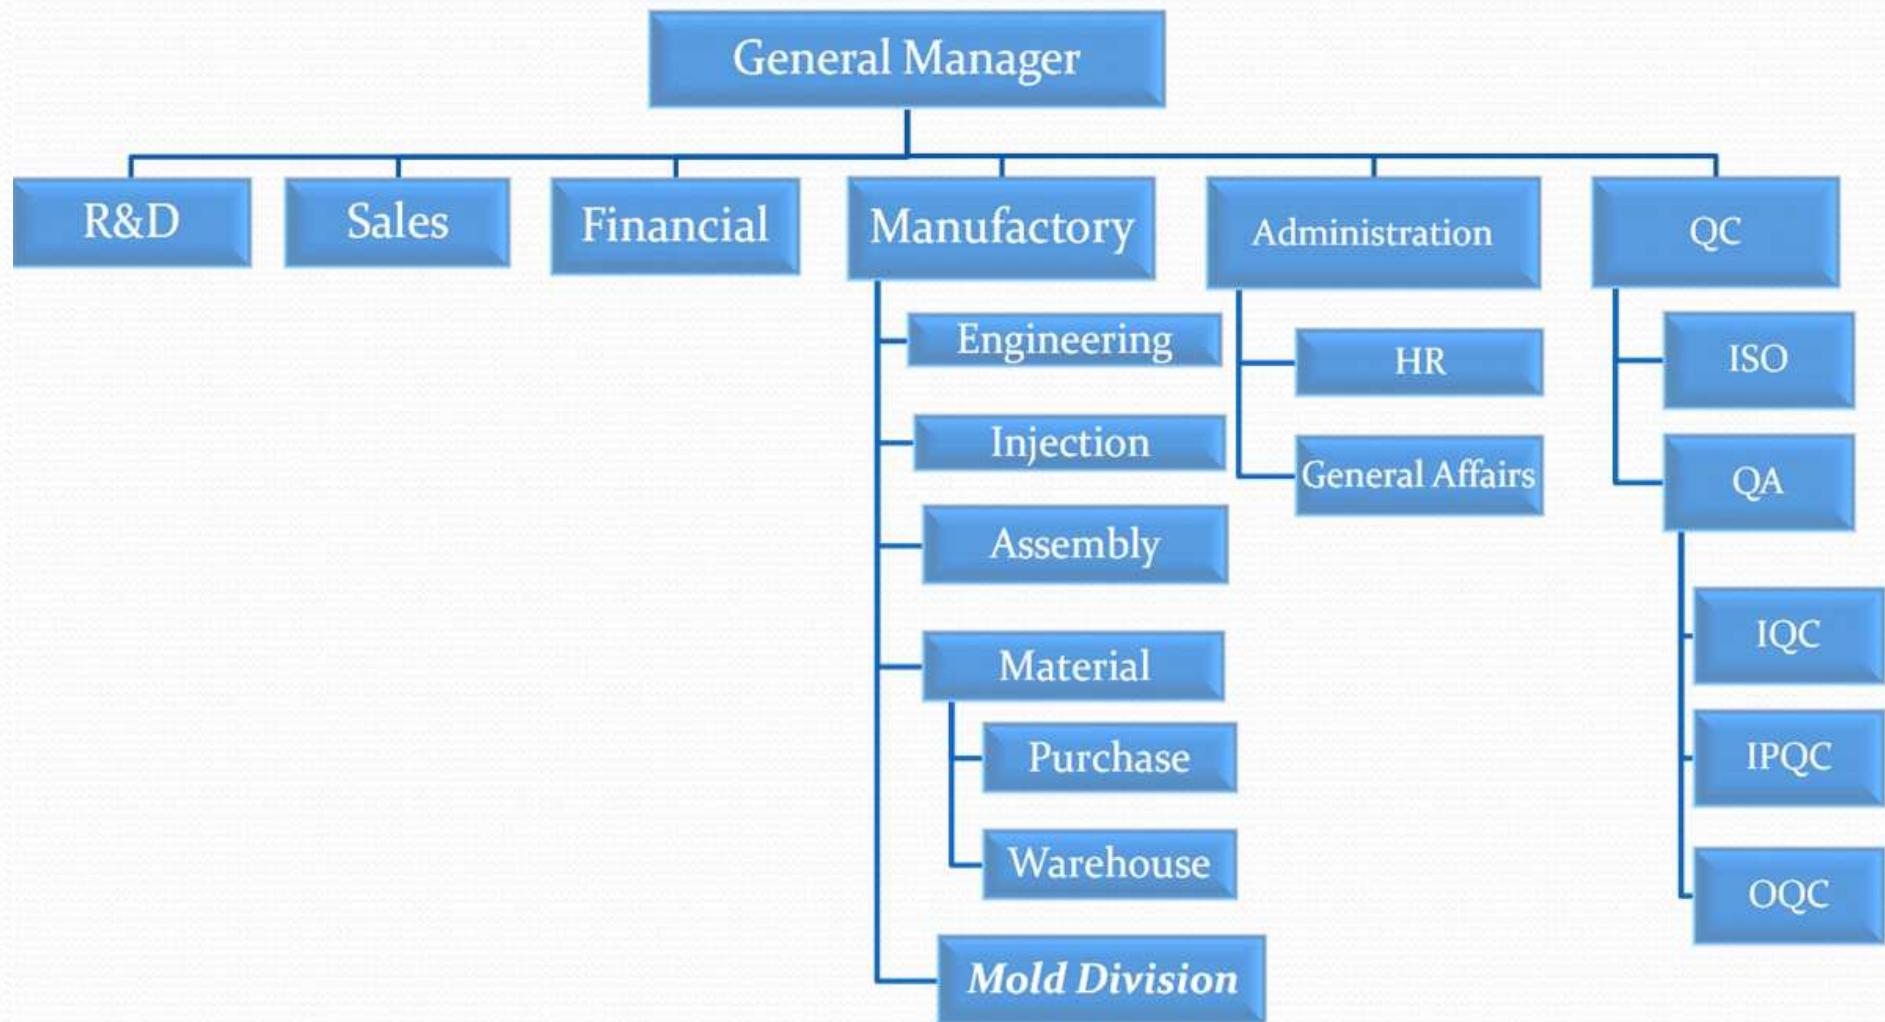 General Manager
R&D
Sales
Financial
Manufactory
Administration
QC
Engineering
Injection
Assembly
Material
Purchase
Warehouse
Mold Division
HR
General Affairs
ISO
QA
IQC
IPQC
OQC